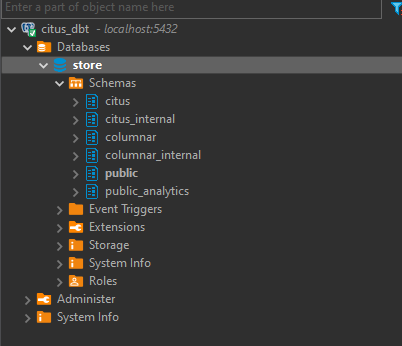 Enter a part of object name here
citus_dbt - localhost:5432
Databases
store
Schemas
citus
citus_internal
columnar
columnar_internal
public
public_analytics
Event Triggers
Extensions
Storage
System Info
Roles
Administer
System Info